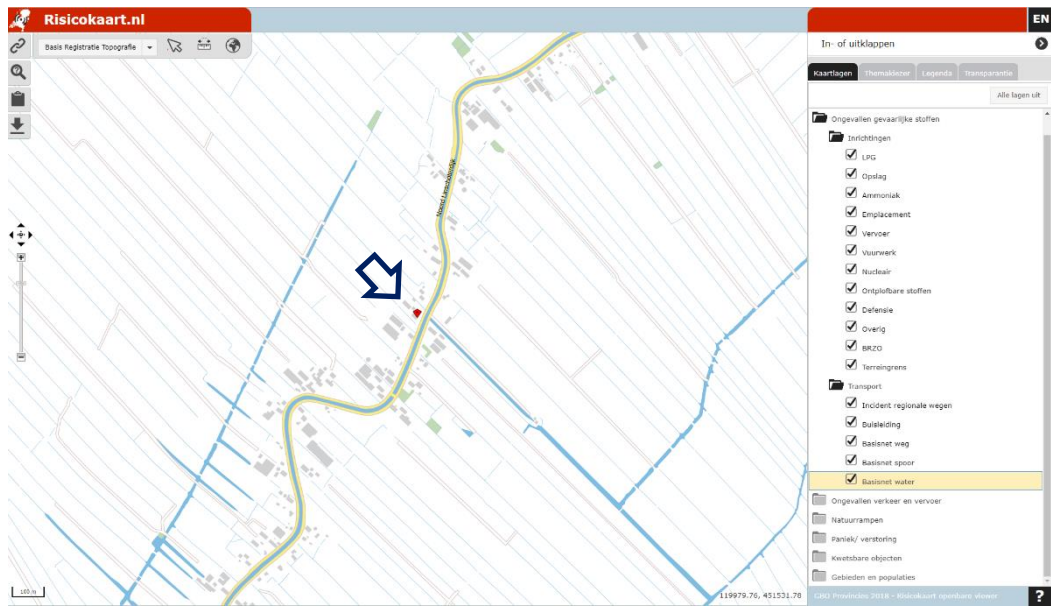 Risicokaart.nl
EN
Basis Registratie Topografie
In- of uitklappen
Kaartlagen Themakiezer Legenda Transparantie
Alle lagen uit
Ongevallen gevaarlijke stoffen
Inrichtingen
LPG
Opslag
Ammoniak
Emplacement
Vervoer
Vuurwerk
Nucleair
Ontplofbare stoffen
Defensie
Overig
BRZO
Terreingrens
Transport
Incident regionale wegen
Buisleiding
Basisnet weg
Basisnet spoor
Basisnet water
Ongevallen verkeer en vervoer
Natuurrampen
Paniek/ verstoring
Kwetsbare objecten
Gebieden en populaties
100 m
119979.76, 451531.78
GBO Provincies 2018 - Risikokaart openbare viewer
?